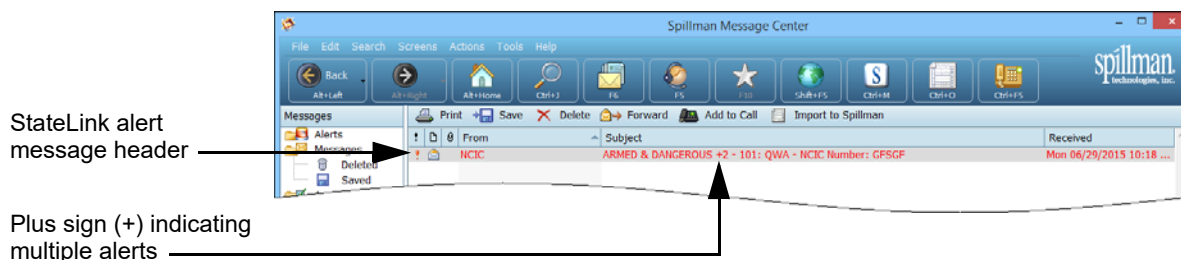 Spillman Message Center
File Edit Search Screens Actions Tools Help
Back
Alt+Left
Alt+Right
Alt+Home
Ctrl+J
F6
F5
F10
Shift+F5
S
Ctrl+M
Ctrl+O
Ctrl+F5
spillman
technologies, inc.
Messages
Print Save Delete Forward Add to Call Import to Spillman
Alerts
! From Subject Received
Messages
! NCIC ARMED & DANGEROUS +2 - 101: QWA - NCIC Number: GFSGF Mon 06/29/2015 10:18 ...
Deleted
Saved
StateLink alert
message header
Plus sign (+) indicating
multiple alerts